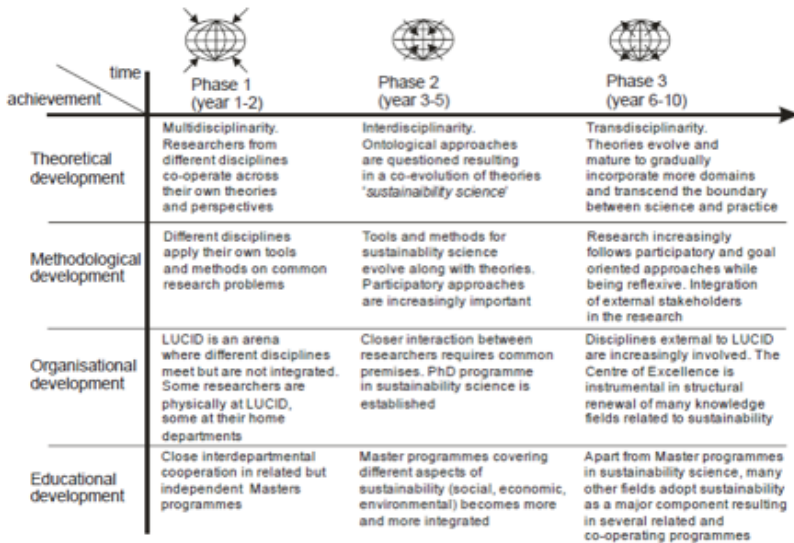 time
achievement
Phase 1
(year 1-2)
Phase 2
(year 3-5)
Phase 3
(year 6-10)
Theoretical
development
Multidisciplinarity.
Researchers from
different disciplines
co-operate across
their own theories
and perspectives
Interdisciplinarity.
Ontological approaches
are questioned resulting
in a co-evolution of theories
'sustainaibility science'
Transdisciplinarity.
Theories evolve and
mature to gradually
incorporate more domains
and transcend the boundary
between science and practice
Methodological
development
Different disciplines
apply their own tools
and methods on common
research problems
Tools and methods for
sustainablity science
evolve along with theories.
Participatory approaches
are increasingly important
Research increasingly
follows participatory and goal
oriented approaches while
being reflexive. Integration
of external stakeholders
in the research
Organisational
development
LUCID is an arena
where different disciplines
meet but are not integrated.
Some researchers are
physically at LUCID,
some at their home
departments
Closer interaction between
researchers requires common
premises. PhD programme
in sustainability science is
established
Disciplines external to LUCID
are increasingly involved. The
Centre of Excellence is
instrumental in structural
renewal of many knowledge
fields related to sustainability
Educational
development
Close interdepartmental
cooperation in related but
independent Masters
programmes
Master programmes covering
different aspects of
sustainability (social, economic,
environmental) becomes more
and more integrated
Apart from Master programmes
in sustainability science, many
other fields adopt sustainability
as a major component resulting
in several related and
co-operating programmes